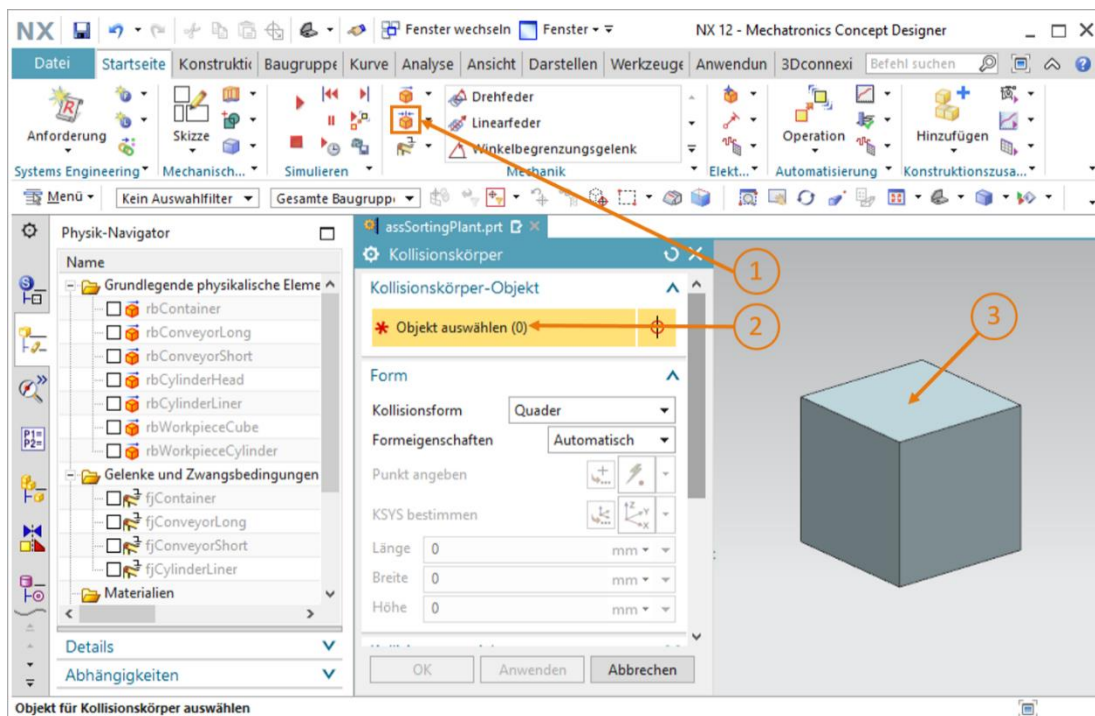 NX
Fenster wechseln
Fenster
NX 12 - Mechatronics Concept Designer
Datei
Startseite
Konstruktic
Baugruppe
Kurve
Analyse
Ansicht
Darstellen
Werkzeuge
Anwendun
3Dconnexi
Befehl suchen
Anforderung
Skizze
Drehfeder
Linearfeder
Winkelbegrenzungsgelenk
Operation
Hinzufügen
Systems Engineering
Mechanisch...
Simulieren
Mechanik
Elekt...
Automatisierung
Konstruktionszusa...
Menü
Kein Auswahlfilter
Gesamte Baugruppe
Physik-Navigator
Name
Grundlegende physikalische Eleme
rbContainer
rbConveyorLong
rbConveyorShort
rbCylinderHead
rbCylinderLiner
rbWorkpieceCube
rbWorkpieceCylinder
Gelenke und Zwangsbedingungen
fjContainer
fjConveyorLong
fjConveyorShort
fjCylinderLiner
Materialien
Details
Abhängigkeiten
P1=
P2=
assSortingPlant.prt
Kollisionskörper
Kollisionskörper-Objekt
* Objekt auswählen (0)
Form
Kollisionsform
Quader
Formeigenschaften
Automatisch
Punkt angeben
KSYS bestimmen
Länge 0 mm
Breite 0 mm
Höhe 0 mm
OK
Anwenden
Abbrechen
1
2
3
Objekt für Kollisionskörper auswählen